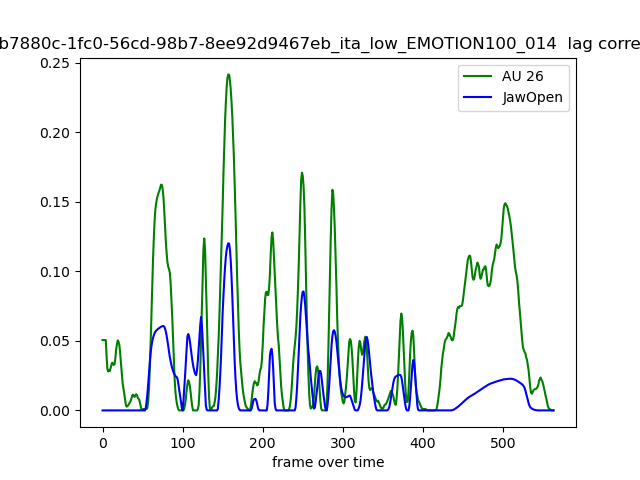 b7880c-1fc0-56cd-98b7-8ee92d9467eb_ita_low_EMOTION100_014  lag corre
AU 26
JawOpen
0.25
0.20
0.15
0.10
0.05
0.00
0 100 200 300 400 500
frame over time